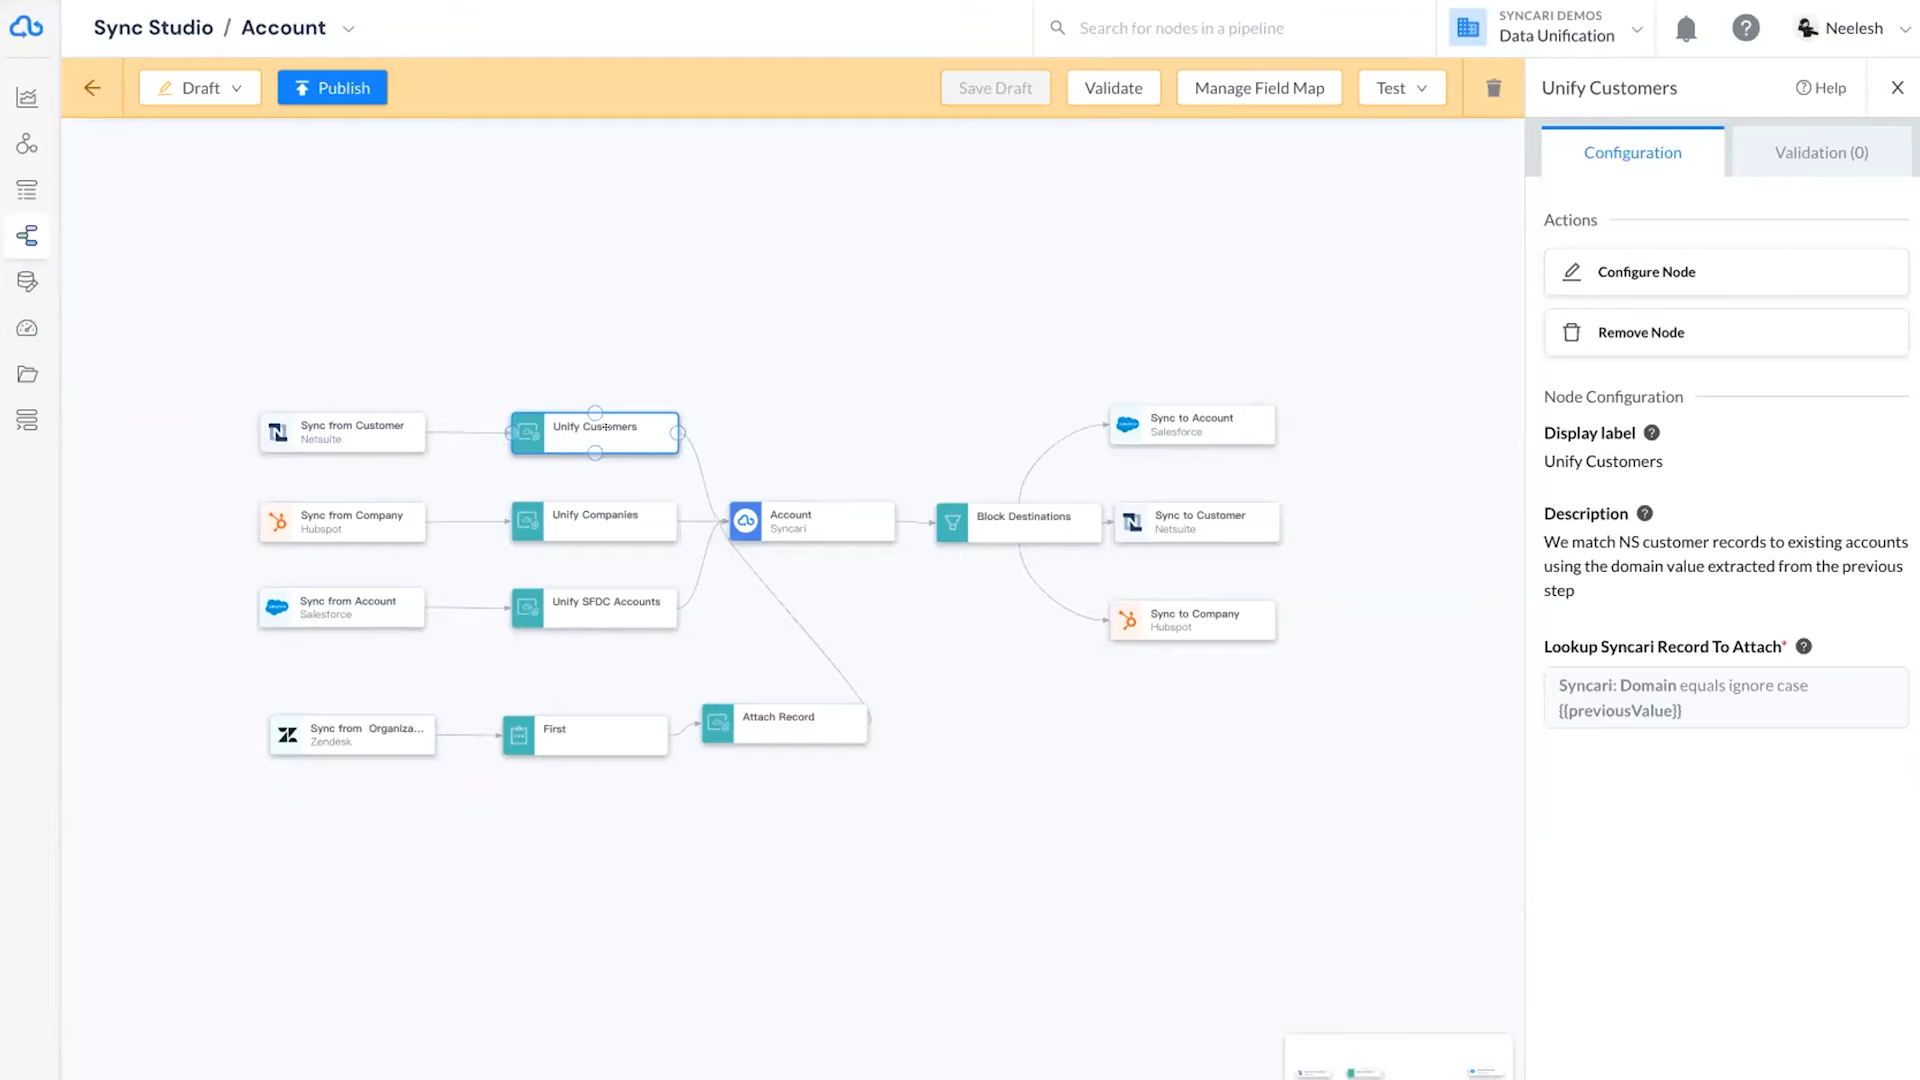 Sync Studio / Account
Search for nodes in a pipeline
SYNCARI DEMOS
Data Unification
Neelesh
Draft
Publish
Save Draft
Validate
Manage Field Map
Test
Unify Customers
Help
Configuration
Validation (0)
Actions
Configure Node
Remove Node
Node Configuration
Display label
Unify Customers
Description
We match NS customer records to existing accounts
using the domain value extracted from the previous
step
Lookup Syncari Record To Attach*
Syncari: Domain equals ignore case
{{previousValue}}
Sync from Customer
Netsuite
Unify Customers
Sync to Account
Salesforce
Sync from Company
Hubspot
Unify Companies
Account
Syncari
Block Destinations
Sync to Customer
Netsuite
Sync from Account
Salesforce
Unify SFDC Accounts
Sync to Company
Hubspot
Sync from Organiza...
Zendesk
First
Attach Record